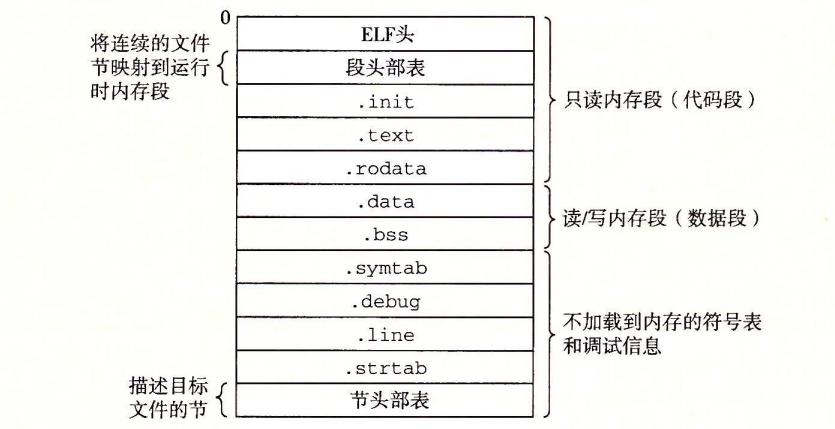 0
ELF头
将连续的文件
节映射到运行
时内存段
段头部表
.init
.text
.rodata
只读内存段（代码段）
.data
.bss
读/写内存段（数据段）
.symtab
.debug
.line
.strtab
不加载到内存的符号表
和调试信息
描述目标
文件的节
节头部表